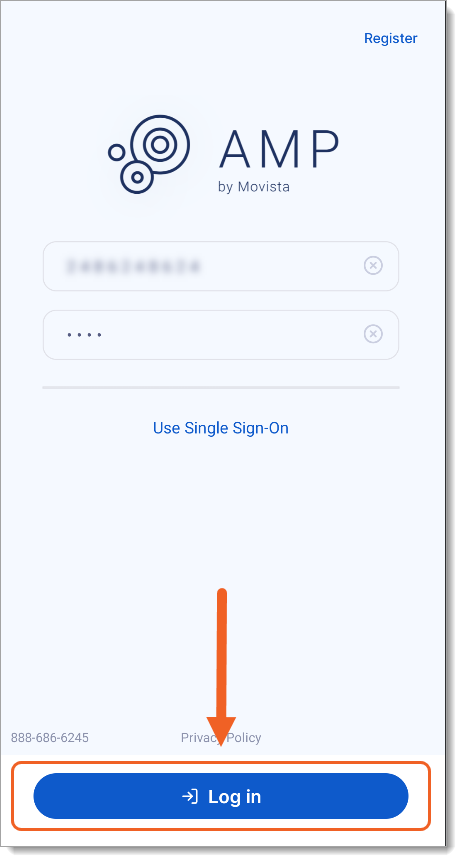 Register
AMP
by Movista
••••
Use Single Sign-On
888-686-6245
Privacy Policy
Log in